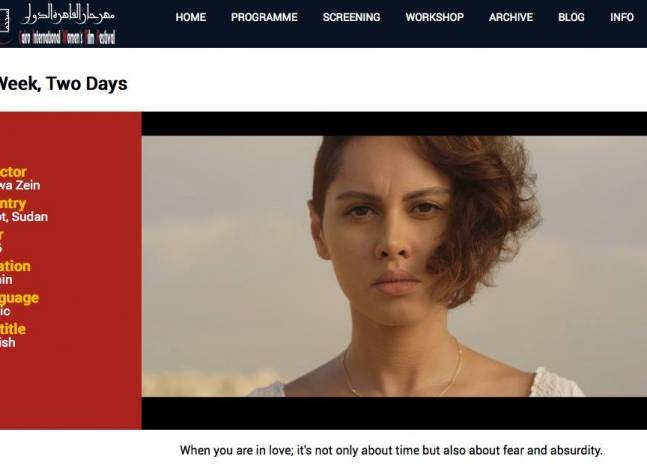 مهرجان القاهرة الدولي
Cairo International Women's Film Festival
HOME PROGRAMME SCREENING WORKSHOP ARCHIVE BLOG INFO
Week, Two Days
ctor
wa Zein
ntry
ot, Sudan
r
5
ation
in
guage
ic
title
ish
When you are in love; it's not only about time but also about fear and absurdity.